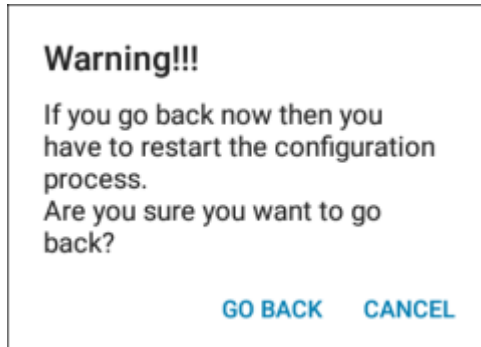 Warning!!!
If you go back now then you
have to restart the configuration
process.
Are you sure you want to go
back?
GO BACK CANCEL